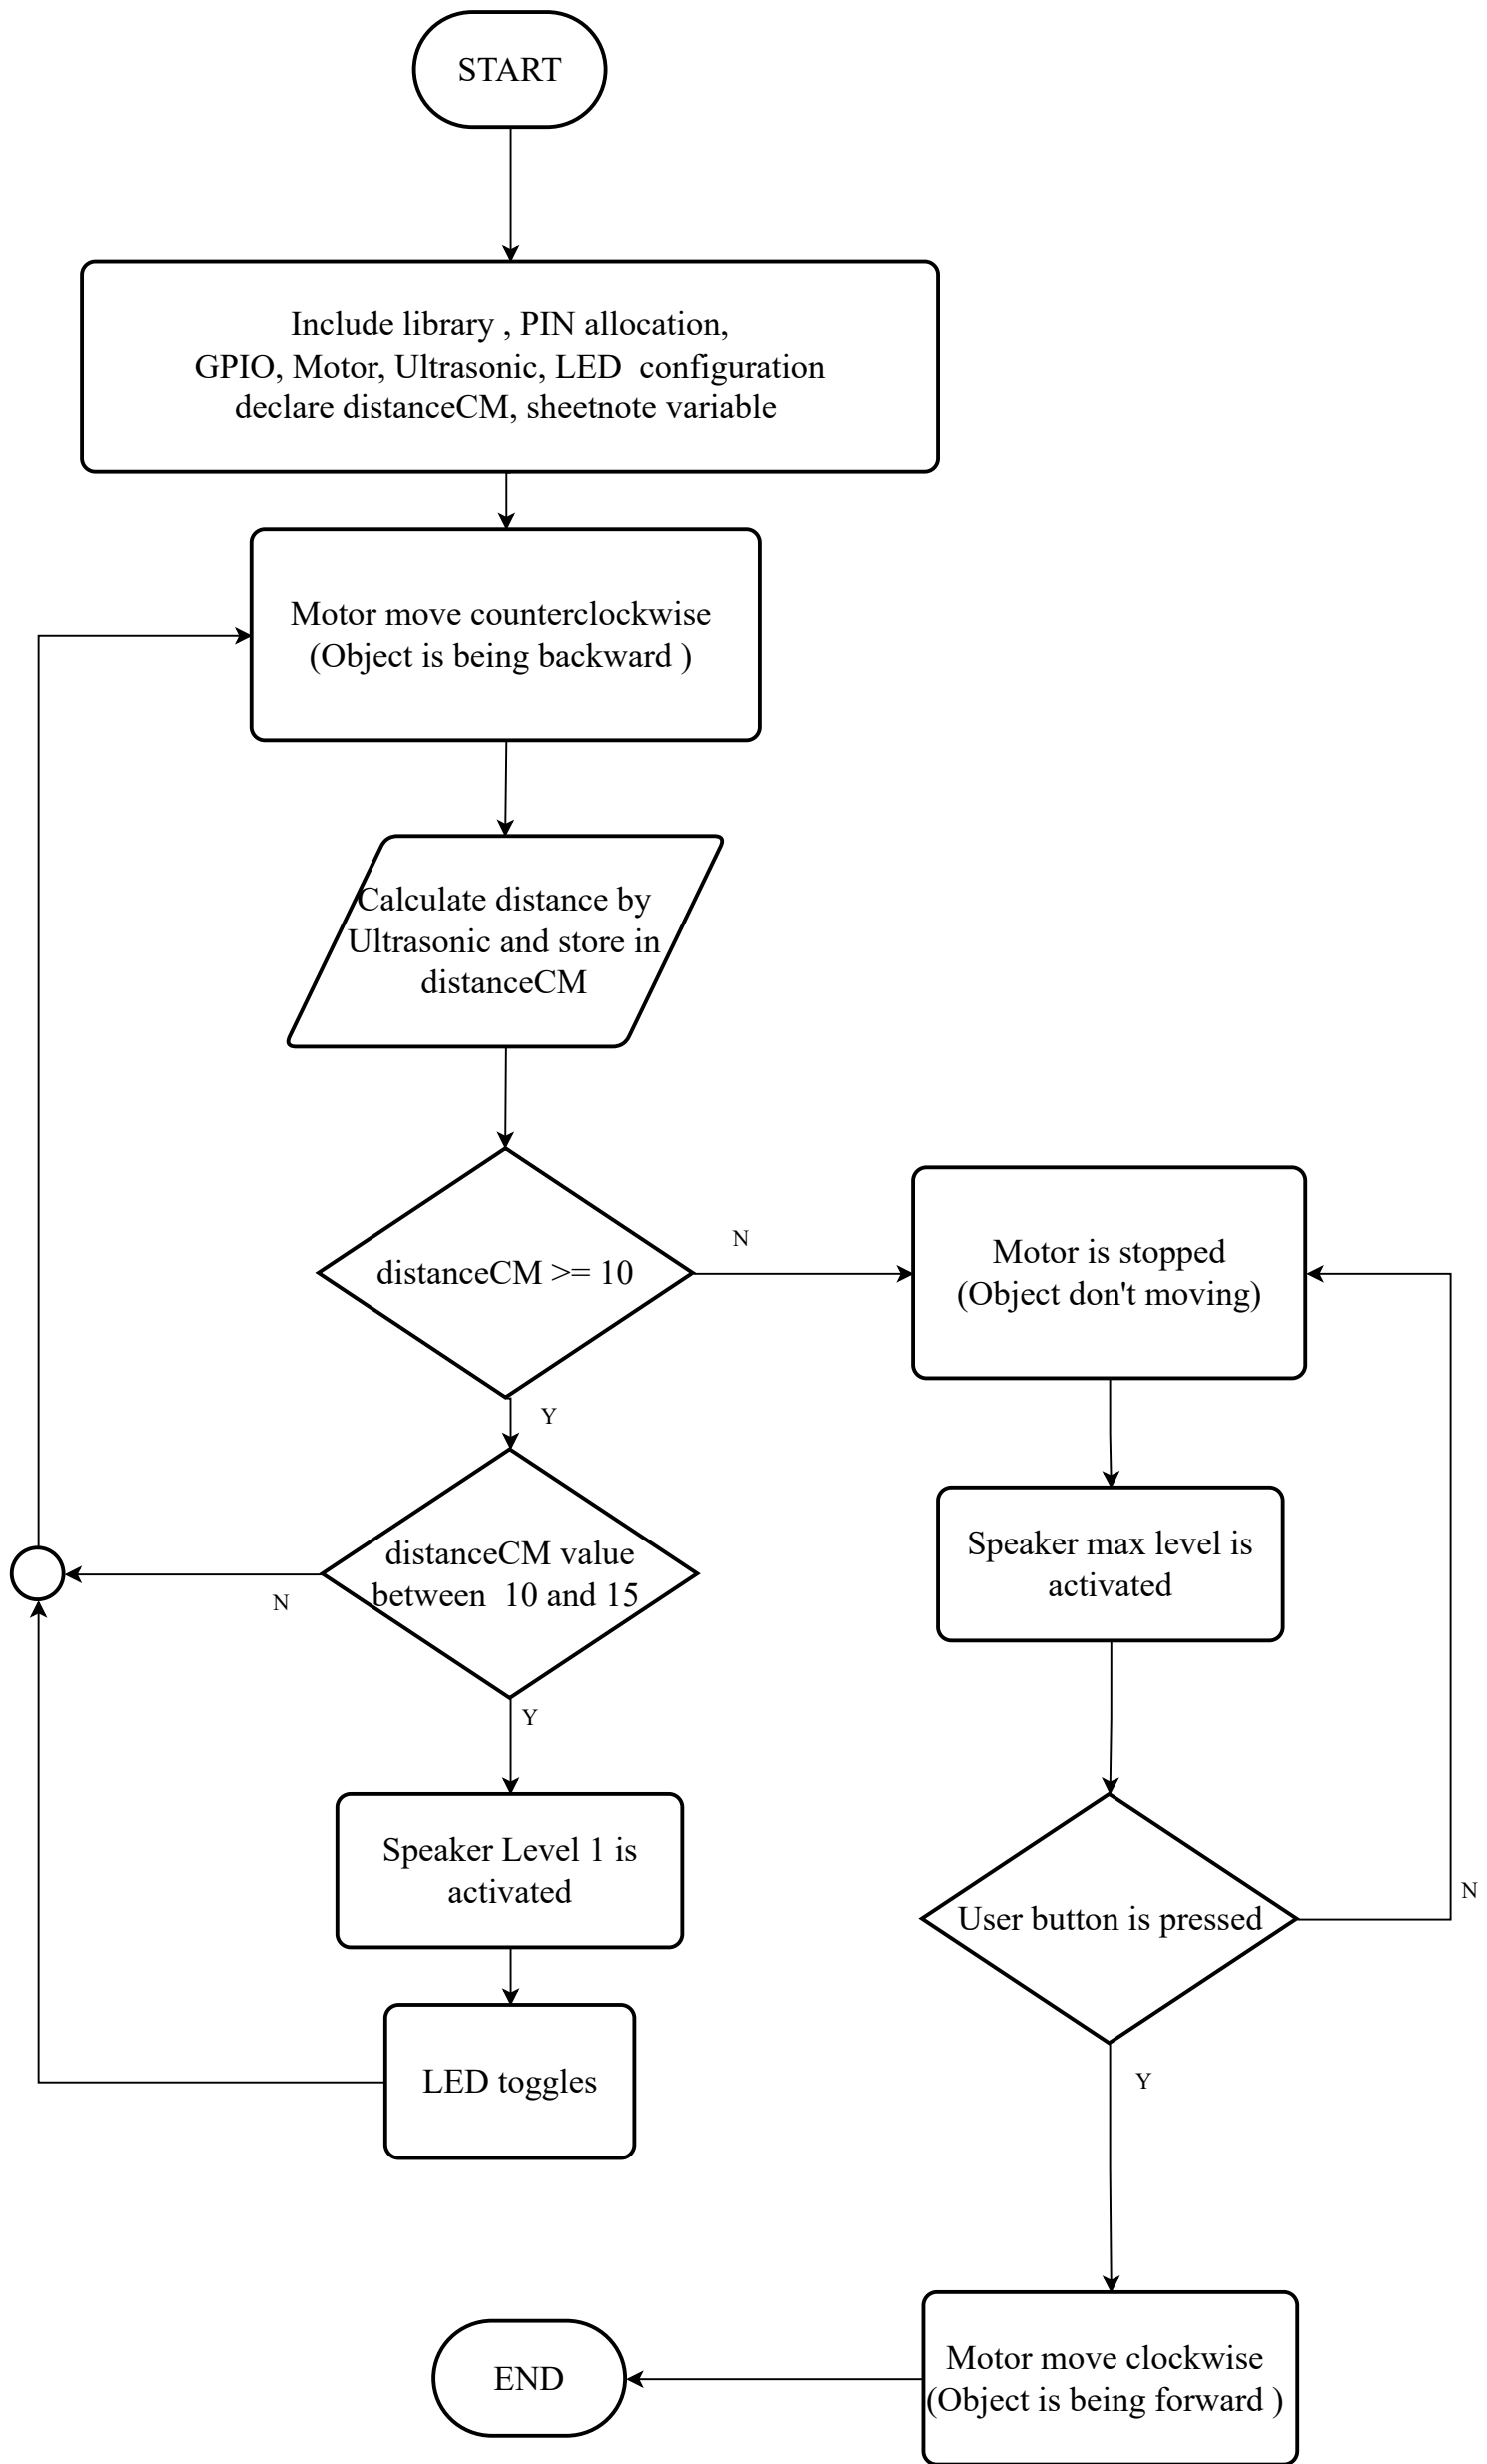 START
Include library , PIN allocation,
GPIO, Motor, Ultrasonic, LED  configuration
declare distanceCM, sheetnote variable
Motor move counterclockwise
(Object is being backward )
Calculate distance by
Ultrasonic and store in
distanceCM
distanceCM >= 10
N
Motor is stopped
(Object don't moving)
Y
distanceCM value
between  10 and 15
N
Y
Speaker max level is
activated
Speaker Level 1 is
activated
User button is pressed
N
LED toggles
Y
Motor move clockwise
(Object is being forward )
END